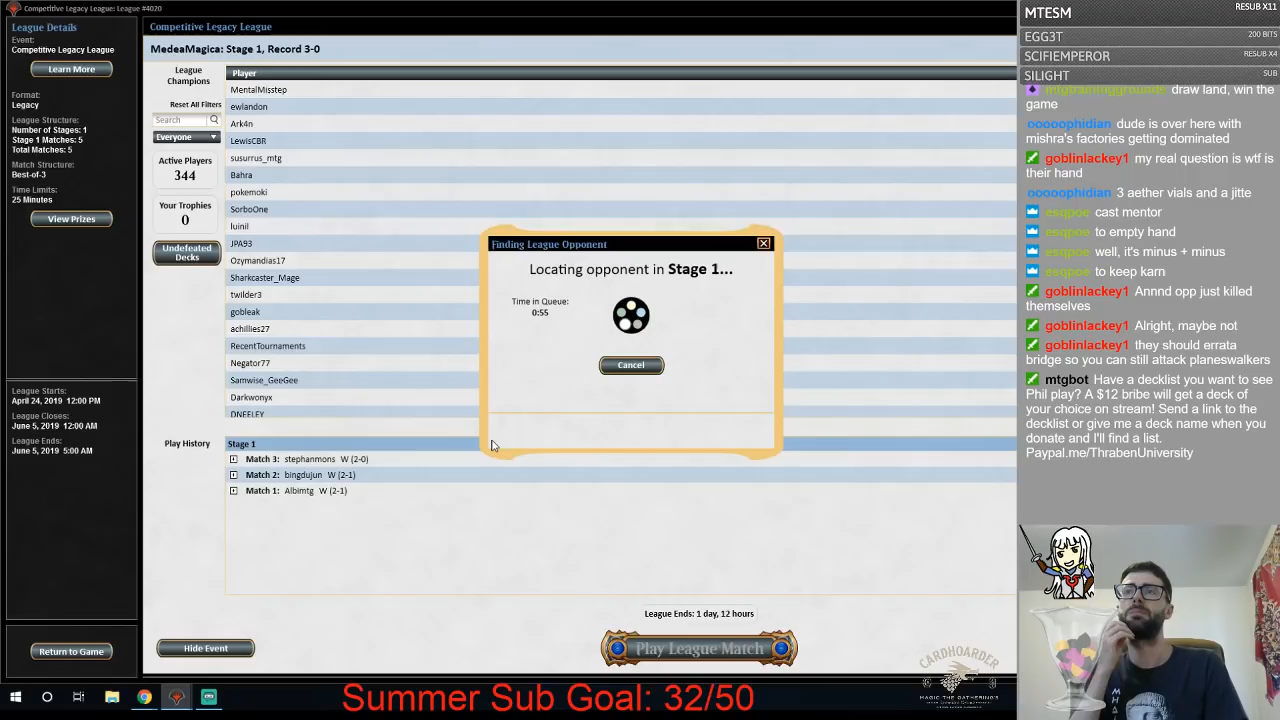 Competitive Legacy League: League #4020
League Details
Event:
Competitive Legacy League
Learn More
Format:
Legacy
League Structure:
Number of Stages: 1
Stage 1 Matches: 5
Total Matches: 5
Match Structure:
Best-of-3
Time Limits:
25 Minutes
View Prizes
League Starts:
April 24, 2019 12:00 PM
League Closes:
June 5, 2019 12:00 AM
League Ends:
June 5, 2019 5:00 AM
Return to Game
Competitive Legacy League
MedeaMagica: Stage 1, Record 3-0
League
Champions
Reset All Filters
Search
Everyone
Active Players
344
Your Trophies
0
Undefeated
Decks
Player
MentalMisstep
ewlandon
Ark4n
LewisCBR
susurrus_mtg
Bahra
pokemoki
SorboOne
luinil
JPA93
Ozymandias17
Sharkcaster_Mage
twilder3
gobleak
achillies27
RecentTournaments
Negator77
Samwise_GeeGee
Darkwonyx
DNEELEY
Finding League Opponent
Locating opponent in Stage 1...
Time in Queue:
0:55
Cancel
Play History
Stage 1
Match 3: stephanmons W (2-0)
Match 2: bingdujun W (2-1)
Match 1: Albimtg W (2-1)
League Ends: 1 day, 12 hours
Hide Event
Play League Match
CARDHOARDER
Summer Sub Goal: 32/50
MTESM RESUB X11
EGG3T 200 BITS
SCIFIEMPEROR RESUB X4
SILIGHT SUB
mtgtraininggrounds draw land, win the
game
ooooophidian dude is over here with
mishra's factories getting dominated
goblinlackey1 my real question is wtf is
their hand
ooooophidian 3 aether vials and a jitte
esqpoe cast mentor
esqpoe to empty hand
esqpoe well, it's minus + minus
esqpoe to keep karn
goblinlackey1 Annnd opp just killed
themselves
goblinlackey1 Alright, maybe not
goblinlackey1 they should errata
bridge so you can still attack planeswalkers
mtgbot Have a decklist you want to see
Phil play? A $12 bribe will get a deck of
your choice on stream! Send a link to the
decklist or give me a deck name when you
donate and I'll find a list.
Paypal.me/ThrabenUniversity